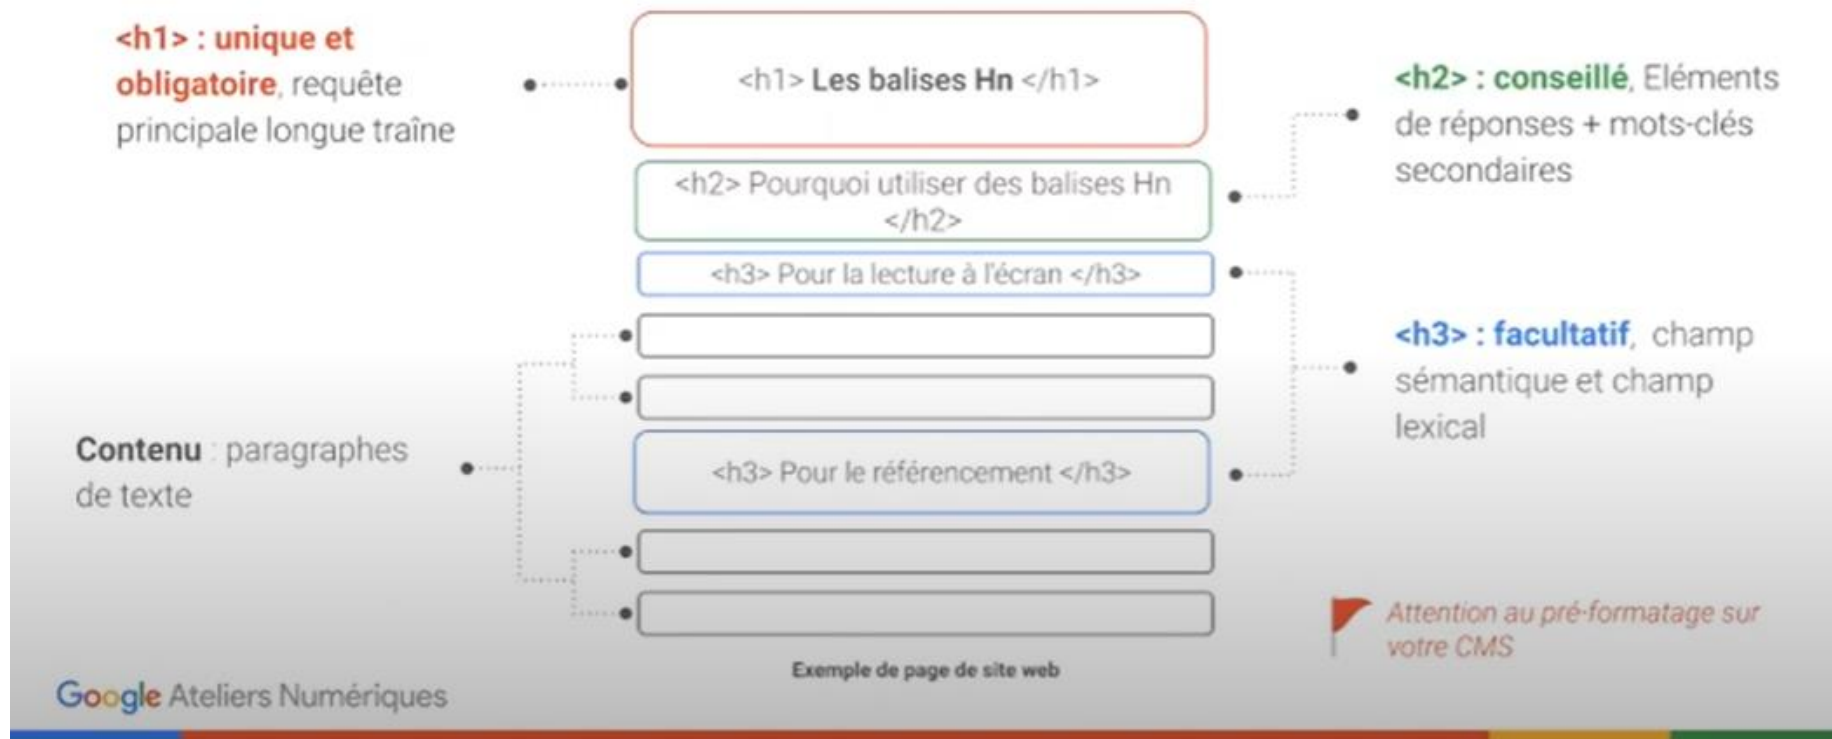 <h1> : unique et
obligatoire, requête
principale longue traîne
<h1> Les balises Hn </h1>
<h2> : conseillé, Eléments
de réponses + mots-clés
secondaires
<h2> Pourquoi utiliser des balises Hn
</h2>
<h3> Pour la lecture à l'écran </h3>
<h3> : facultatif, champ
sémantique et champ
lexical
Contenu : paragraphes
de texte
<h3> Pour le référencement </h3>
Attention au pré-formatage sur
votre CMS
Exemple de page de site web
Google Ateliers Numériques